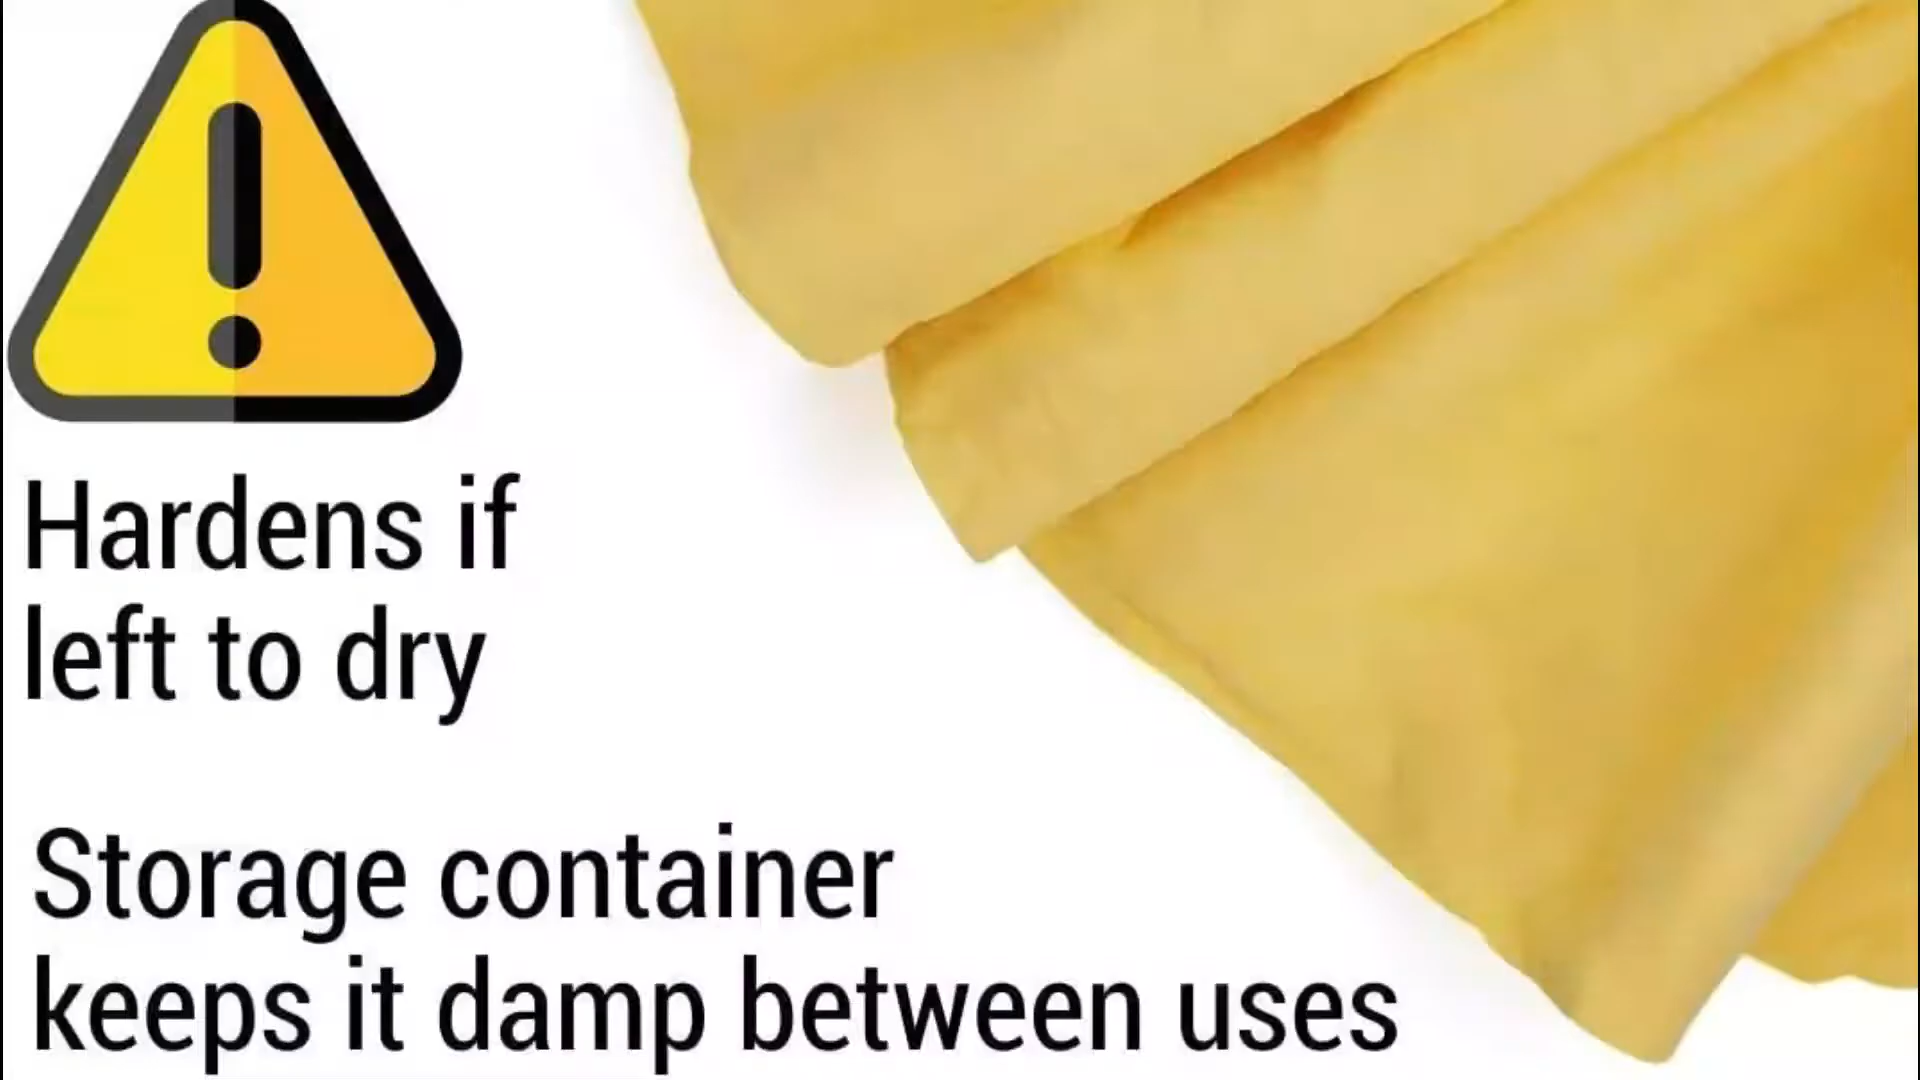 Hardens if
left to dry
Storage container
keeps it damp between uses